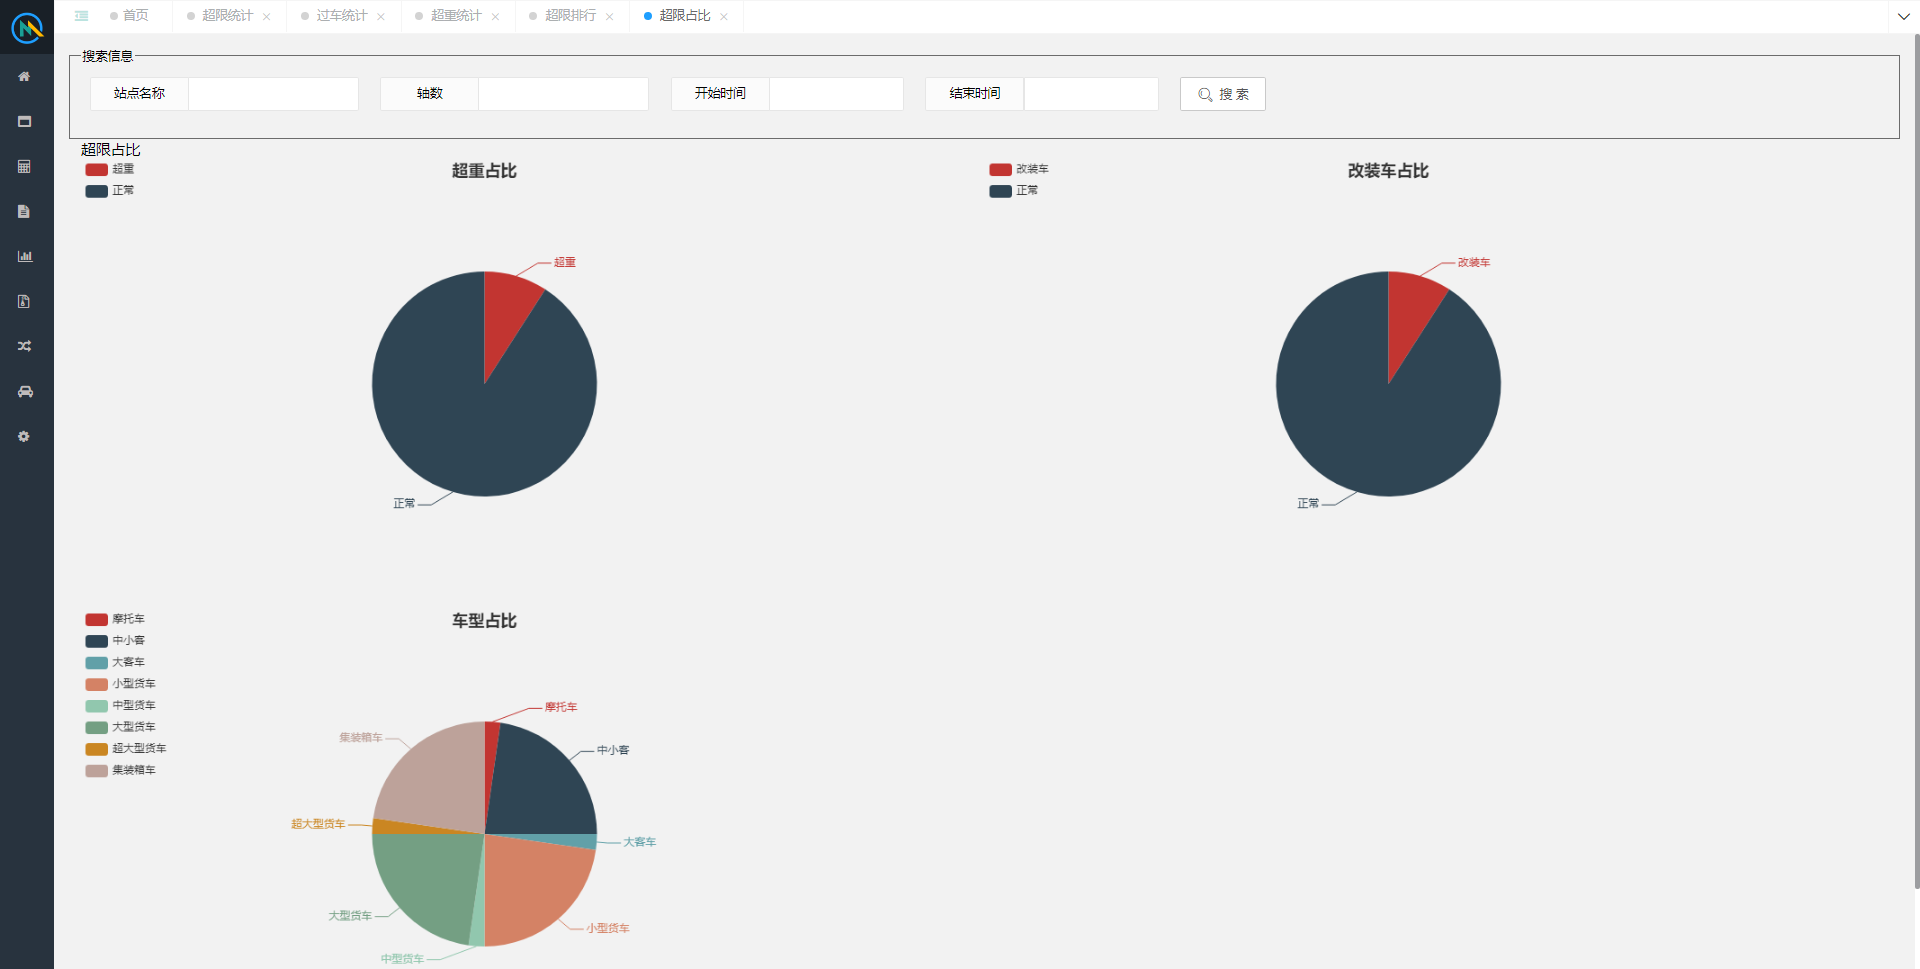 首页 超限统计 过车统计 超重统计 超限排行 超限占比
搜索信息
站点名称 轴数 开始时间 结束时间 搜 索
超限占比
超重
正常
超重占比
超重
正常
改装车
正常
改装车占比
改装车
正常
摩托车
中小客
大客车
小型货车
中型货车
大型货车
超大型货车
集装箱车
车型占比
摩托车
集装箱车
中小客
超大型货车
大客车
大型货车
小型货车
中型货车